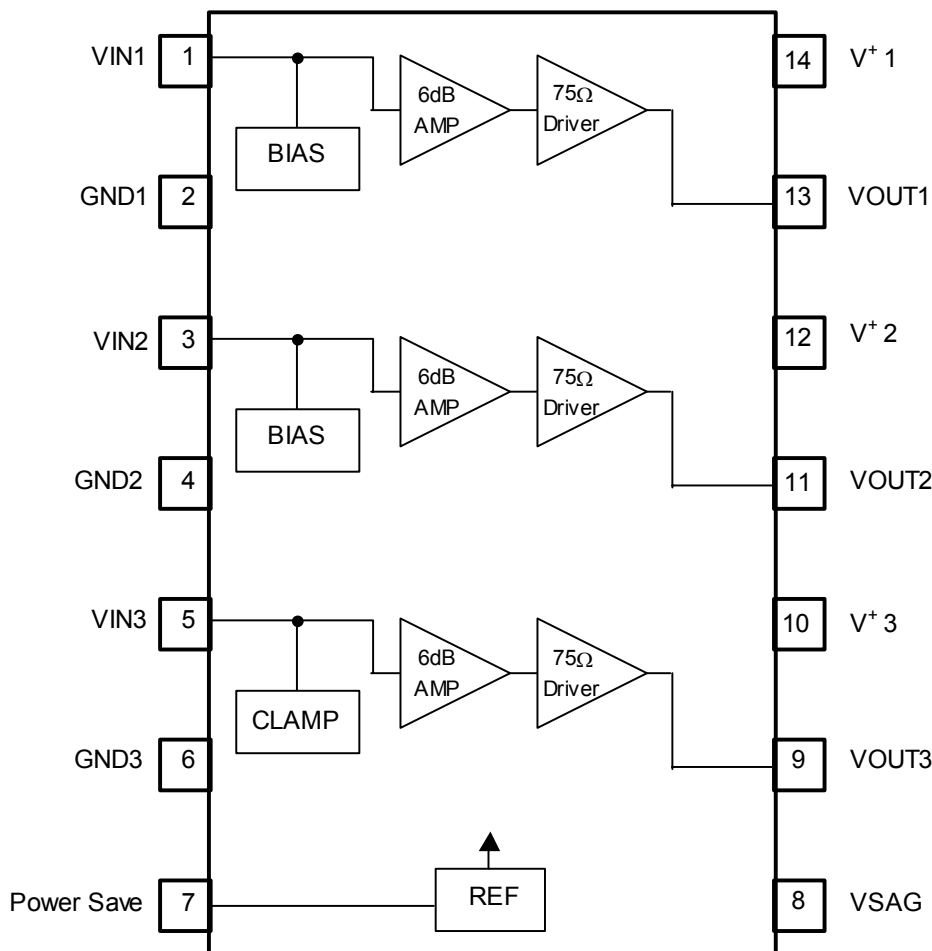 VIN1 1 14 V+ 1
6dB AMP
75Ω Driver
BIAS
GND1 2 13 VOUT1
VIN2 3 12 V+ 2
6dB AMP
75Ω Driver
BIAS
GND2 4 11 VOUT2
VIN3 5 10 V+ 3
6dB AMP
75Ω Driver
CLAMP
GND3 6 9 VOUT3
Power Save 7 REF 8 VSAG